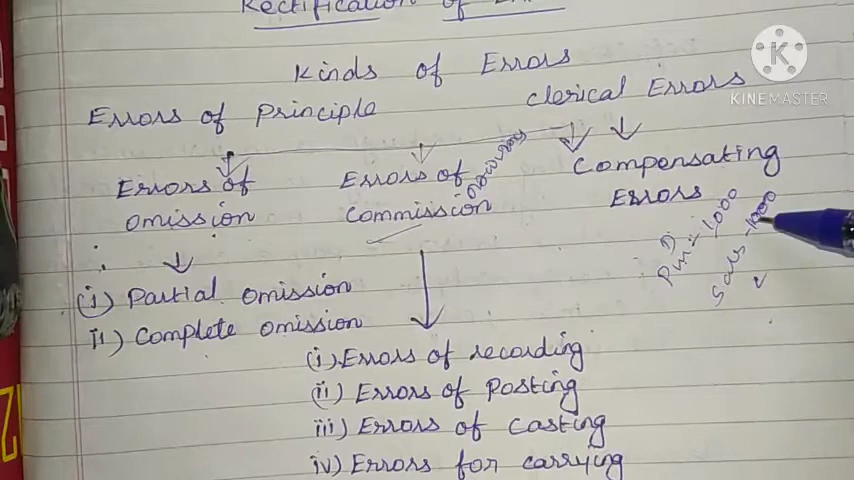 Rectification of
Kinds of Errors
Errors of principle
clerical Errors
Errors of
omission
Errors of
Commission
Compensating
Errors
(i) Partial omission
ii) Complete omission
(i) Errors of recording
(ii) Errors of Posting
iii) Errors of casting
iv) Errors for carrying
1000
Sales - 1000
KINEMASTER